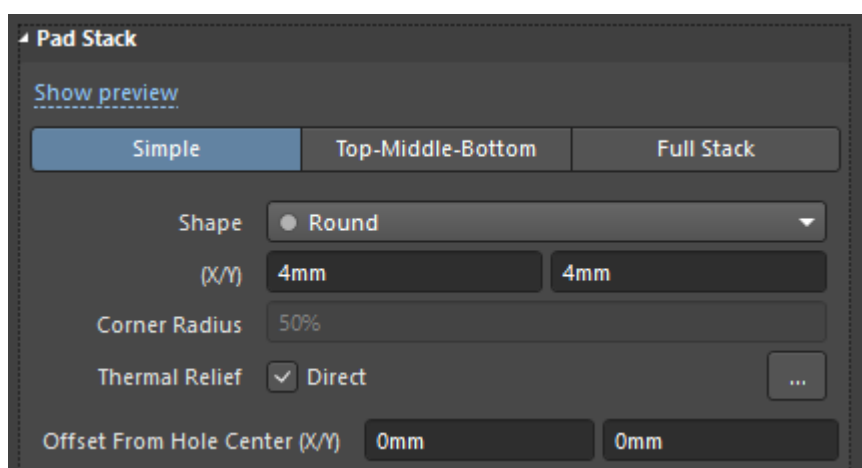 Pad Stack
Show preview
Simple Top-Middle-Bottom Full Stack
Shape Round
(X/Y) 4mm 4mm
Corner Radius 50%
Thermal Relief Direct ...
Offset From Hole Center (X/Y) 0mm 0mm